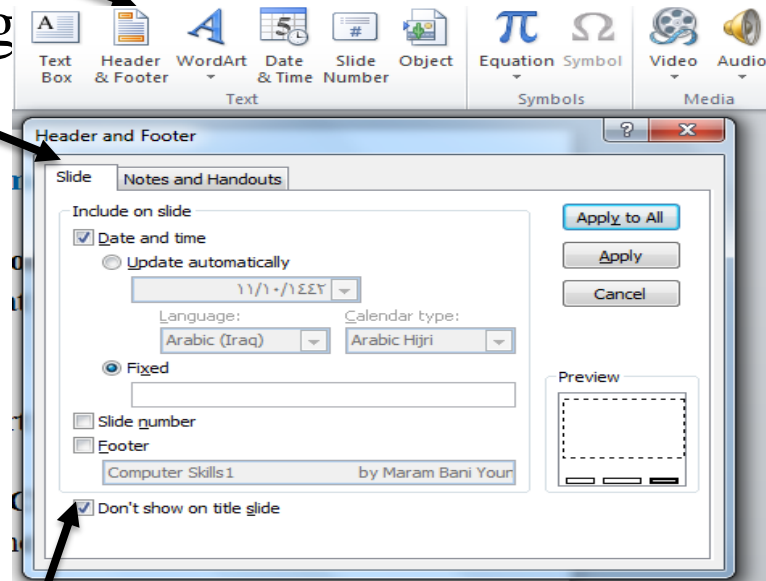 Text Box
Header & Footer
WordArt
Date & Time
Slide Number
Object
Equation
Symbol
Video
Audio
Text
Symbols
Media
Header and Footer
Slide
Notes and Handouts
Include on slide
Apply to All
Date and time
Apply
Update automatically
١١/١٠/١٤٤٢
Cancel
Language:
Calendar type:
Arabic (Iraq)
Arabic Hijri
Fixed
Preview
Slide number
Footer
Computer Skills1 by Maram Bani Your
Don't show on title slide